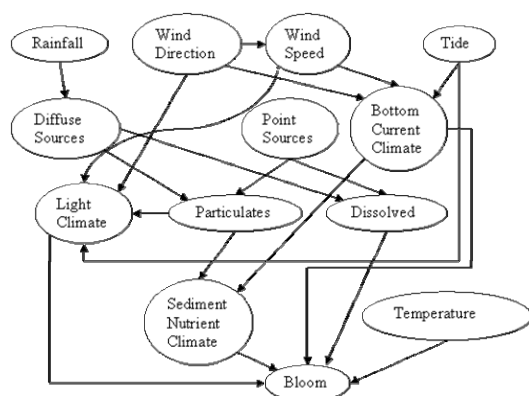 Rainfall
Wind
Direction
Wind
Speed
Tide
Diffuse
Sources
Point
Sources
Bottom
Current
Climate
Light
Climate
Particulates
Dissolved
Sediment
Nutrient
Climate
Temperature
Bloom